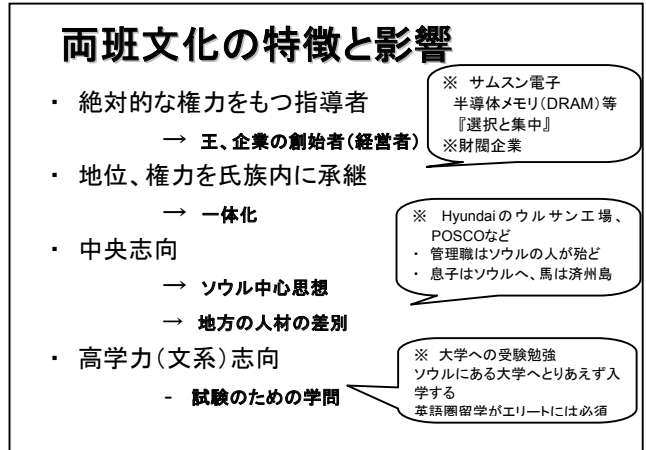 両班文化の特徴と影響
・ 絶対的な権力をもつ指導者
→ 王、企業の創始者(経営者)
※ サムスン電子
半導体メモリ(DRAM)等
『選択と集中』
※財閥企業
・ 地位、権力を氏族内に承継
→ 一体化
・ 中央志向
→ ソウル中心思想
→ 地方の人材の差別
※ Hyundaiのウルサン工場、
POSCOなど
・ 管理職はソウルの人が殆ど
・ 息子はソウルへ、馬は済州島
・ 高学力(文系)志向
- 試験のための学問
※ 大学への受験勉強
ソウルにある大学へとりあえず入
学する
英語圏留学がエリートには必須